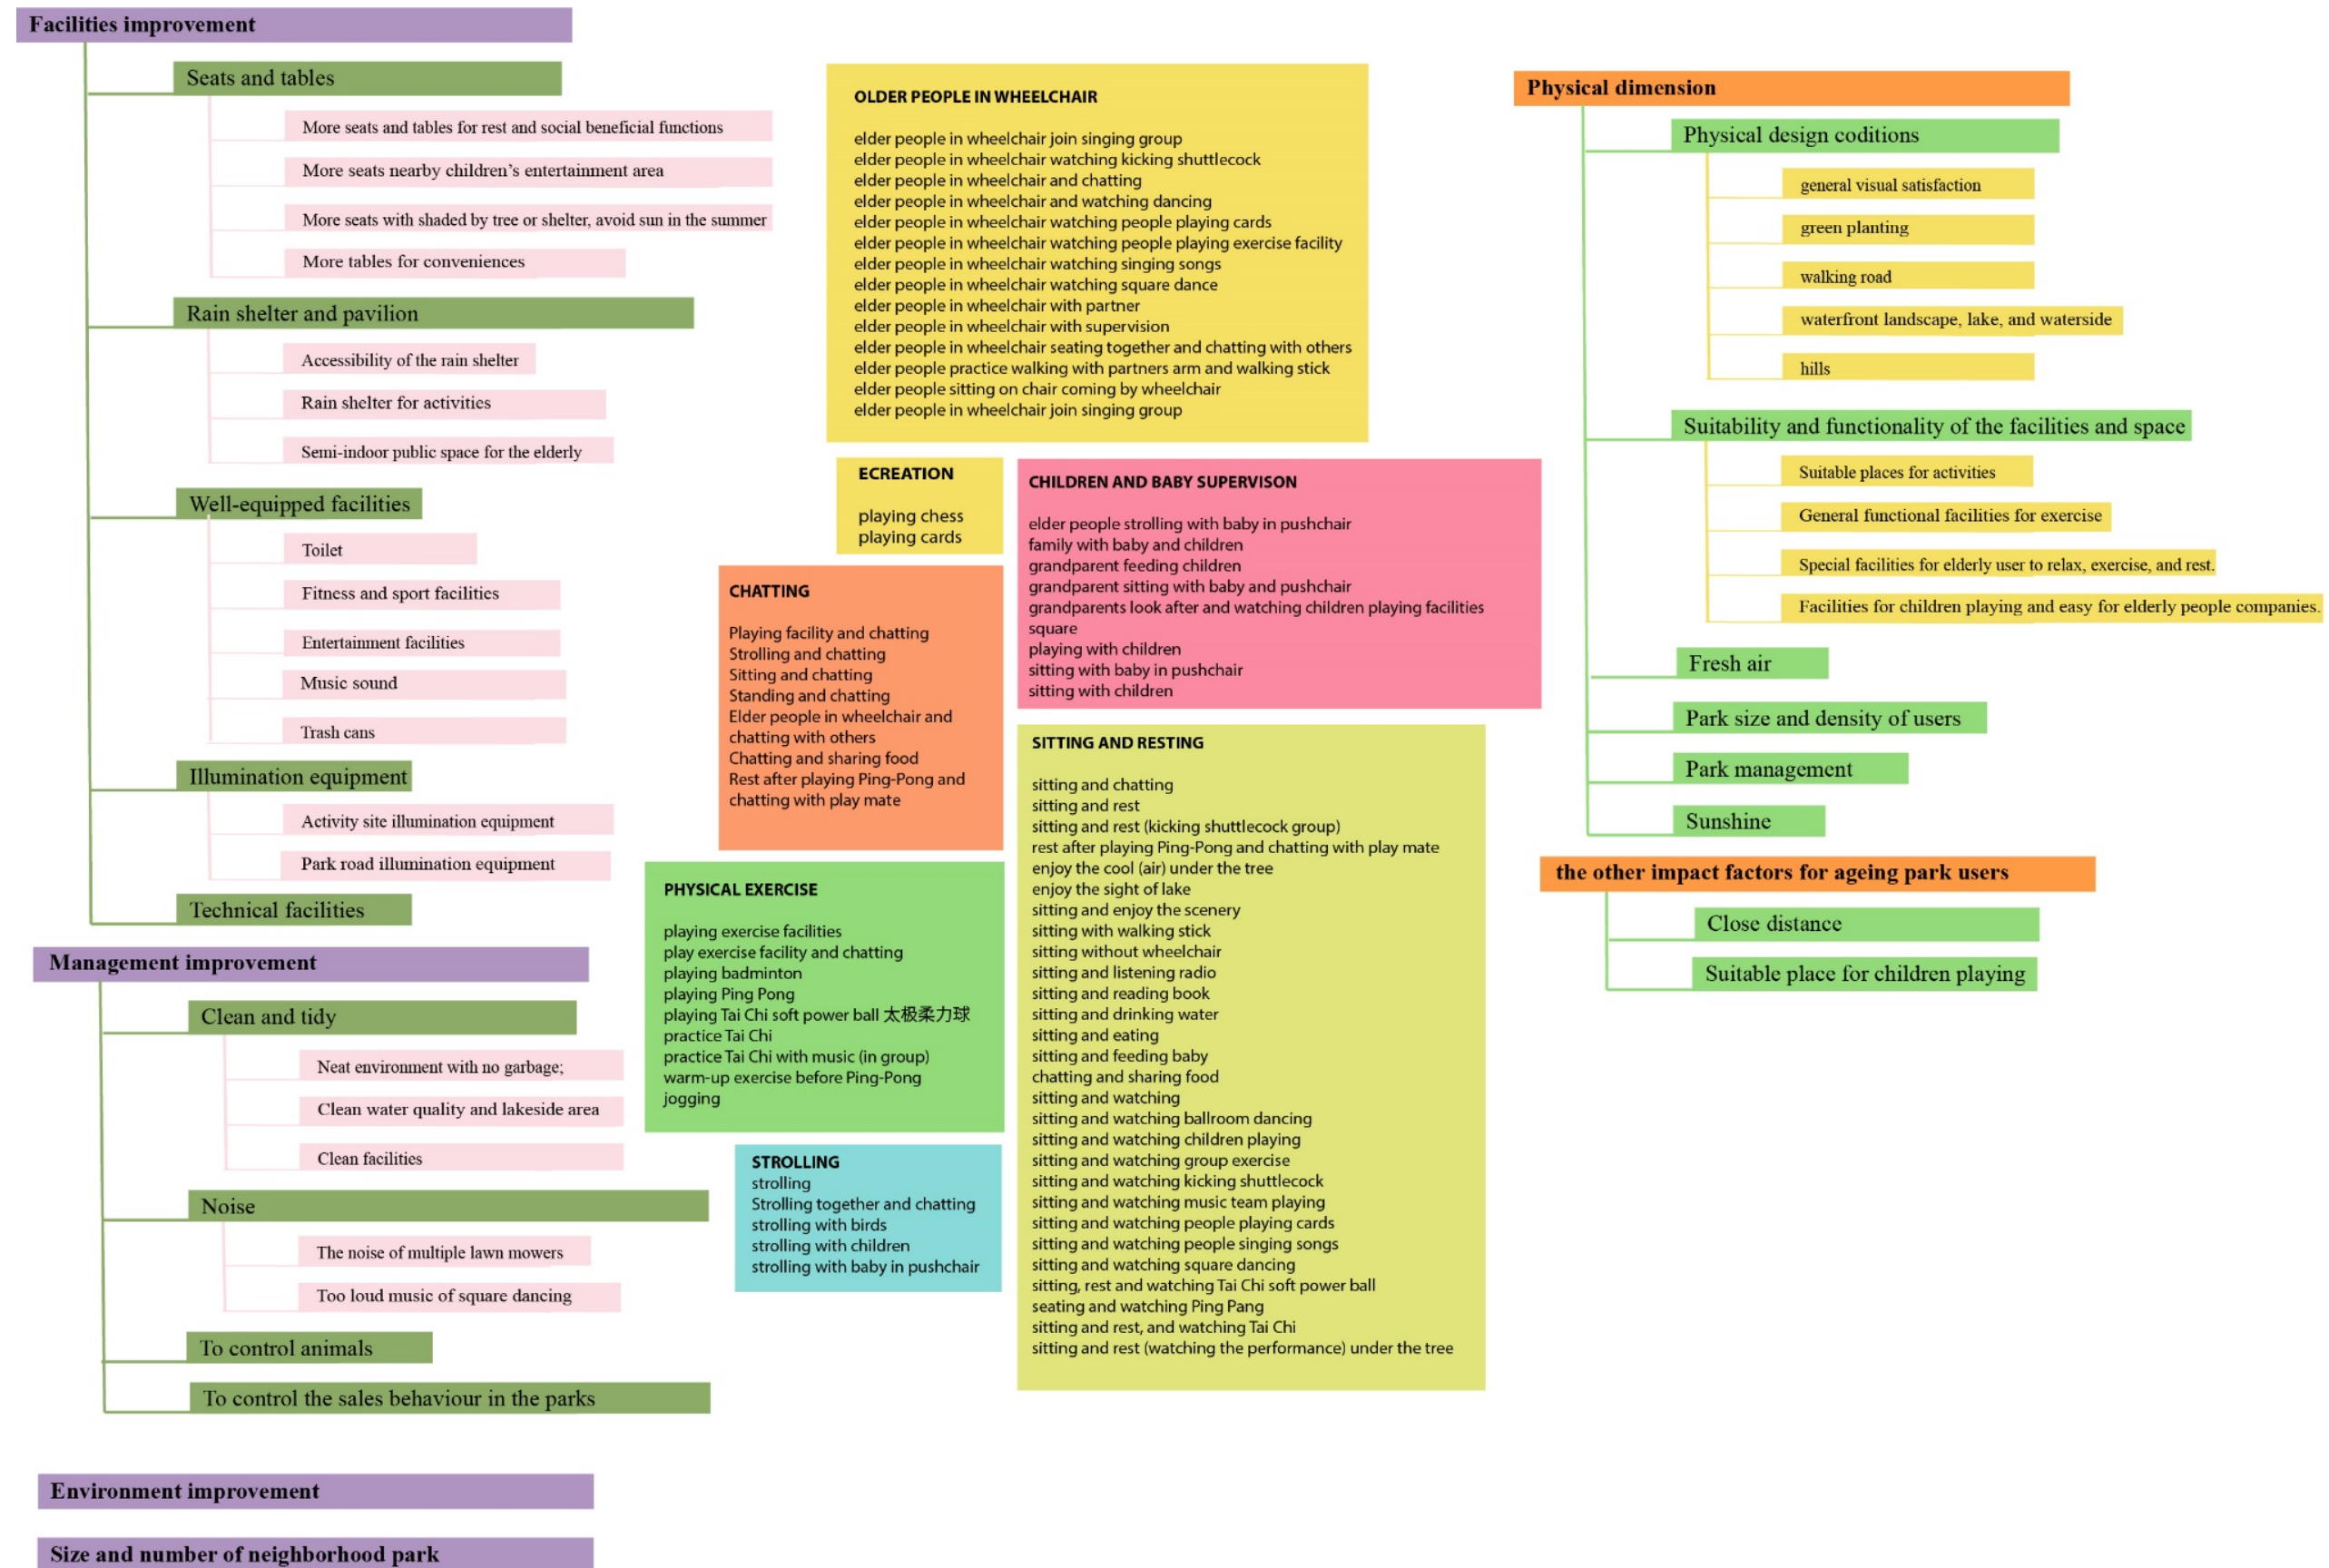 Facilities improvement
Seats and tables
More seats and tables for rest and social beneficial functions
More seats nearby children's entertainment area
More seats with shaded by tree or shelter, avoid sun in the summer
More tables for conveniences
Rain shelter and pavilion
Accessibility of the rain shelter
Rain shelter for activities
Semi-indoor public space for the elderly
Well-equipped facilities
Toilet
Fitness and sport facilities
Entertainment facilities
Music sound
Trash cans
Illumination equipment
Activity site illumination equipment
Park road illumination equipment
Technical facilities
Management improvement
Clean and tidy
Neat environment with no garbage;
Clean water quality and lakeside area
Clean facilities
Noise
The noise of multiple lawn mowers
Too loud music of square dancing
To control animals
To control the sales behaviour in the parks
Environment improvement
Size and number of neighborhood park
OLDER PEOPLE IN WHEELCHAIR
elder people in wheelchair join singing group
elder people in wheelchair watching kicking shuttlecock
elder people in wheelchair and chatting
elder people in wheelchair and watching dancing
elder people in wheelchair watching people playing cards
elder people in wheelchair watching people playing exercise facility
elder people in wheelchair watching singing songs
elder people in wheelchair watching square dance
elder people in wheelchair with partner
elder people in wheelchair with supervision
elder people in wheelchair seating together and chatting with others
elder people practice walking with partners arm and walking stick
elder people sitting on chair coming by wheelchair
elder people in wheelchair join singing group
ECREATION
playing chess
playing cards
CHATTING
Playing facility and chatting
Strolling and chatting
Sitting and chatting
Standing and chatting
Elder people in wheelchair and
chatting with others
Chatting and sharing food
Rest after playing Ping-Pong and
chatting with play mate
PHYSICAL EXERCISE
playing exercise facilities
play exercise facility and chatting
playing badminton
playing Ping Pong
playing Tai Chi soft power ball 太极柔力球
practice Tai Chi
practice Tai Chi with music (in group)
warm-up exercise before Ping-Pong
jogging
STROLLING
strolling
Strolling together and chatting
strolling with birds
strolling with children
strolling with baby in pushchair
CHILDREN AND BABY SUPERVISON
elder people strolling with baby in pushchair
family with baby and children
grandparent feeding children
grandparent sitting with baby and pushchair
grandparents look after and watching children playing facilities
square
playing with children
sitting with baby in pushchair
sitting with children
SITTING AND RESTING
sitting and chatting
sitting and rest
sitting and rest (kicking shuttlecock group)
rest after playing Ping-Pong and chatting with play mate
enjoy the cool (air) under the tree
enjoy the sight of lake
sitting and enjoy the scenery
sitting with walking stick
sitting without wheelchair
sitting and listening radio
sitting and reading book
sitting and drinking water
sitting and eating
sitting and feeding baby
chatting and sharing food
sitting and watching
sitting and watching ballroom dancing
sitting and watching children playing
sitting and watching group exercise
sitting and watching kicking shuttlecock
sitting and watching music team playing
sitting and watching people playing cards
sitting and watching people singing songs
sitting and watching square dancing
sitting, rest and watching Tai Chi soft power ball
seating and watching Ping Pang
sitting and rest, and watching Tai Chi
sitting and rest (watching the performance) under the tree
Physical dimension
Physical design coditions
general visual satisfaction
green planting
walking road
waterfront landscape, lake, and waterside
hills
Suitability and functionality of the facilities and space
Suitable places for activities
General functional facilities for exercise
Special facilities for elderly user to relax, exercise, and rest.
Facilities for children playing and easy for elderly people companies.
Fresh air
Park size and density of users
Park management
Sunshine
the other impact factors for ageing park users
Close distance
Suitable place for children playing